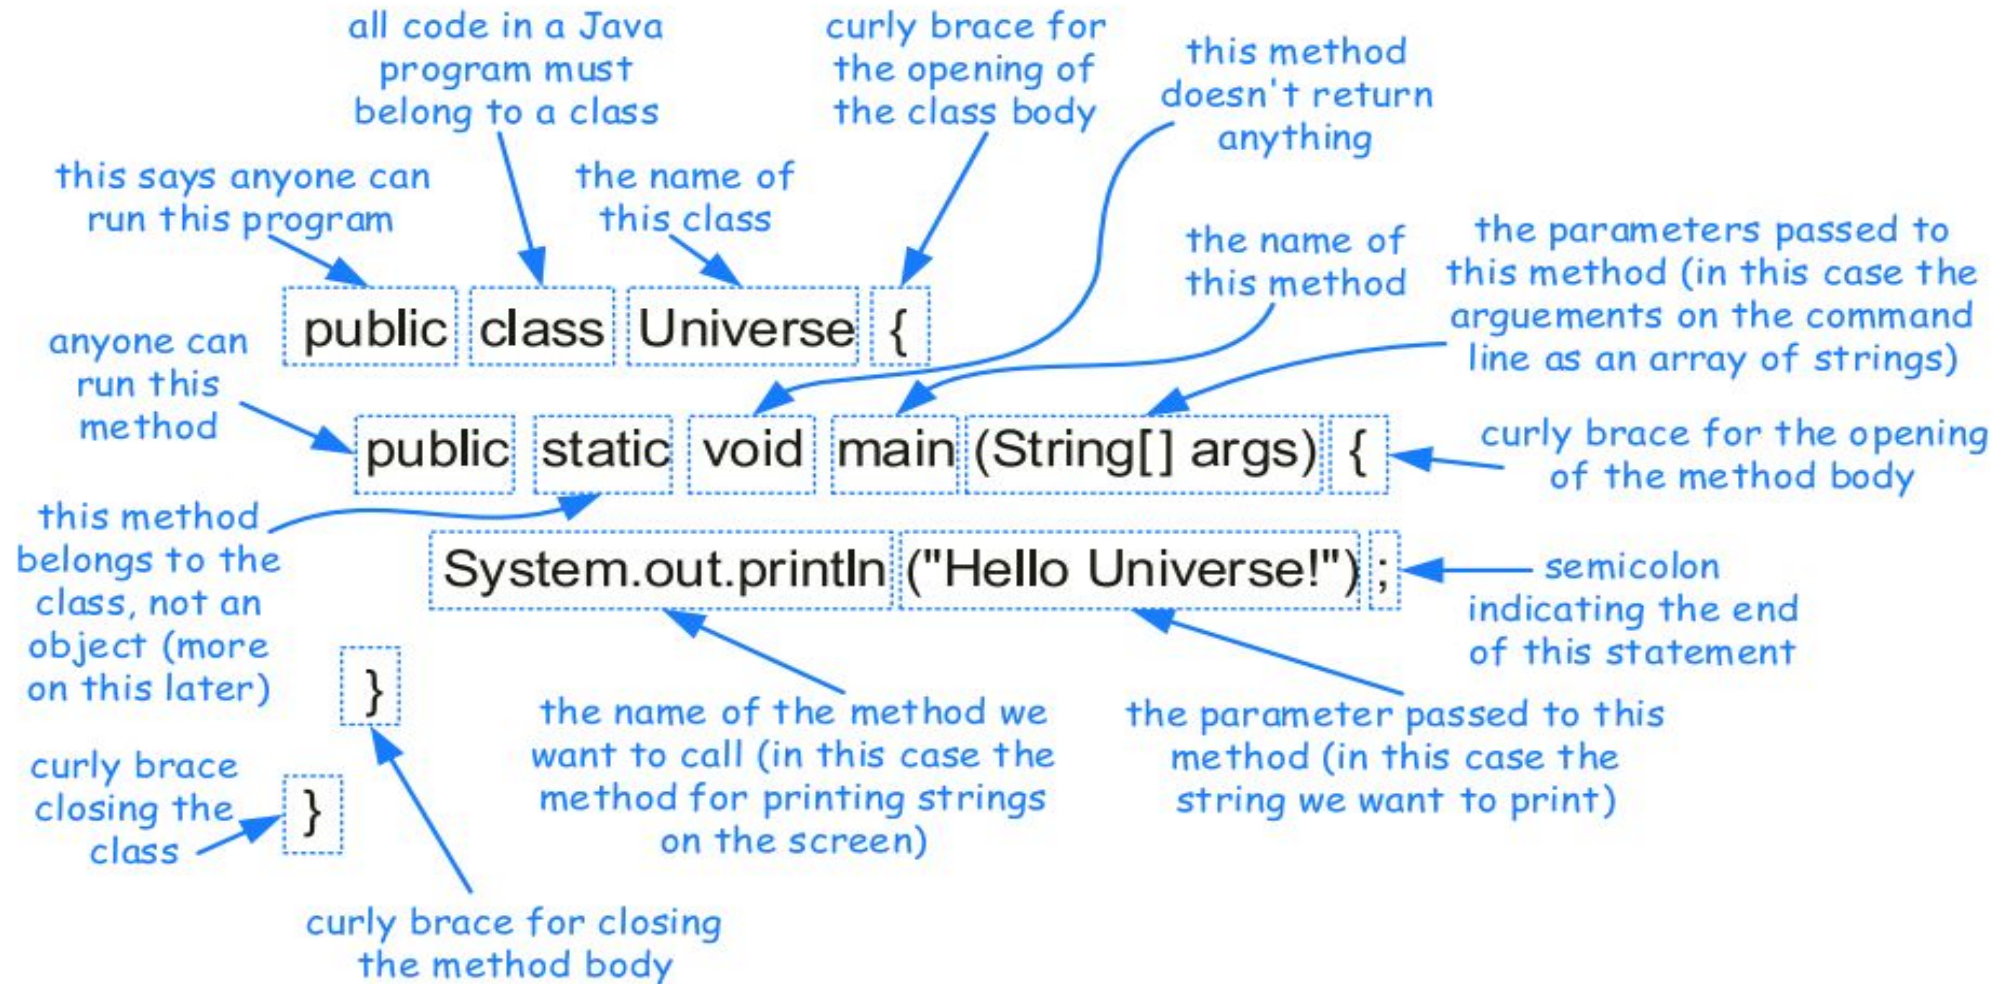 all code in a Java
program must
belong to a class
curly brace for
the opening of
the class body
this method
doesn't return
anything
this says anyone can
run this program
the name of
this class
the name of
this method
the parameters passed to
this method (in this case the
arguements on the command
line as an array of strings)
public class Universe {
anyone can
run this
method
public static void main (String[] args) {
curly brace for the opening
of the method body
this method
belongs to the
class, not an
object (more
on this later)
System.out.println ("Hello Universe!") ;
semicolon
indicating the end
of this statement
}
the name of the method we
want to call (in this case the
method for printing strings
on the screen)
the parameter passed to this
method (in this case the
string we want to print)
curly brace
closing the
class
}
curly brace for closing
the method body